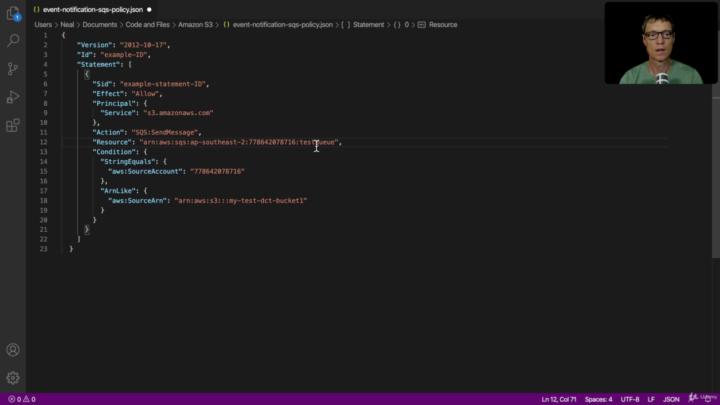 event-notification-sqs-policy.json
Users > Neal > Documents > Code and Files > Amazon S3 > {} event-notification-sqs-policy.json > [ ] Statement > {} 0 > Resource
1 {
2 "Version": "2012-10-17",
3 "Id": "example-ID",
4 "Statement": [
5 {
6 "Sid": "example-statement-ID",
7 "Effect": "Allow",
8 "Principal": {
9 "Service": "s3.amazonaws.com"
10 },
11 "Action": "SQS:SendMessage",
12 "Resource": "arn:aws:sqs:ap-southeast-2:778642078716:testqueue",
13 "Condition": {
14 "StringEquals": {
15 "aws:SourceAccount": "778642078716"
16 },
17 "ArnLike": {
18 "aws:SourceArn": "arn:aws:s3:::my-test-dct-bucket1"
19 }
20 }
21 }
22 ]
23 }
1
0 0
Ln 12, Col 71 Spaces: 4 UTF-8 LF JSON
Udemy